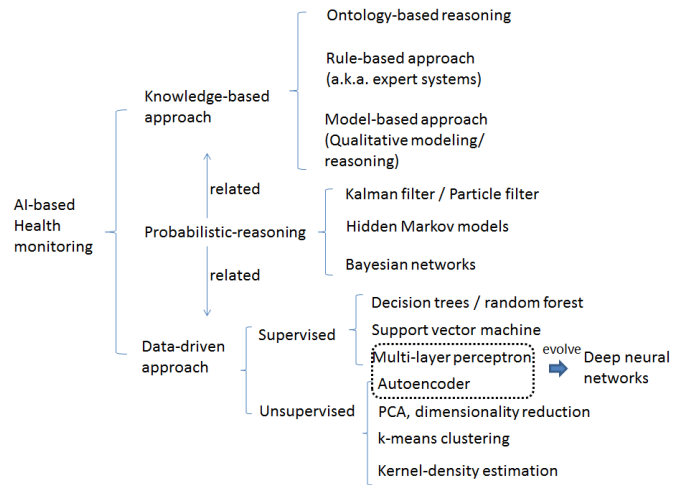 Ontology-based reasoning
Rule-based approach
(a.k.a. expert systems)
Knowledge-based
approach
Model-based approach
(Qualitative modeling/
reasoning)
related
Kalman filter / Particle filter
AI-based
Health
monitoring
Probabilistic-reasoning
Hidden Markov models
Bayesian networks
related
Decision trees / random forest
Supervised
Support vector machine
Data-driven
approach
Multi-layer perceptron
evolve
Deep neural
networks
Autoencoder
Unsupervised
PCA, dimensionality reduction
k-means clustering
Kernel-density estimation